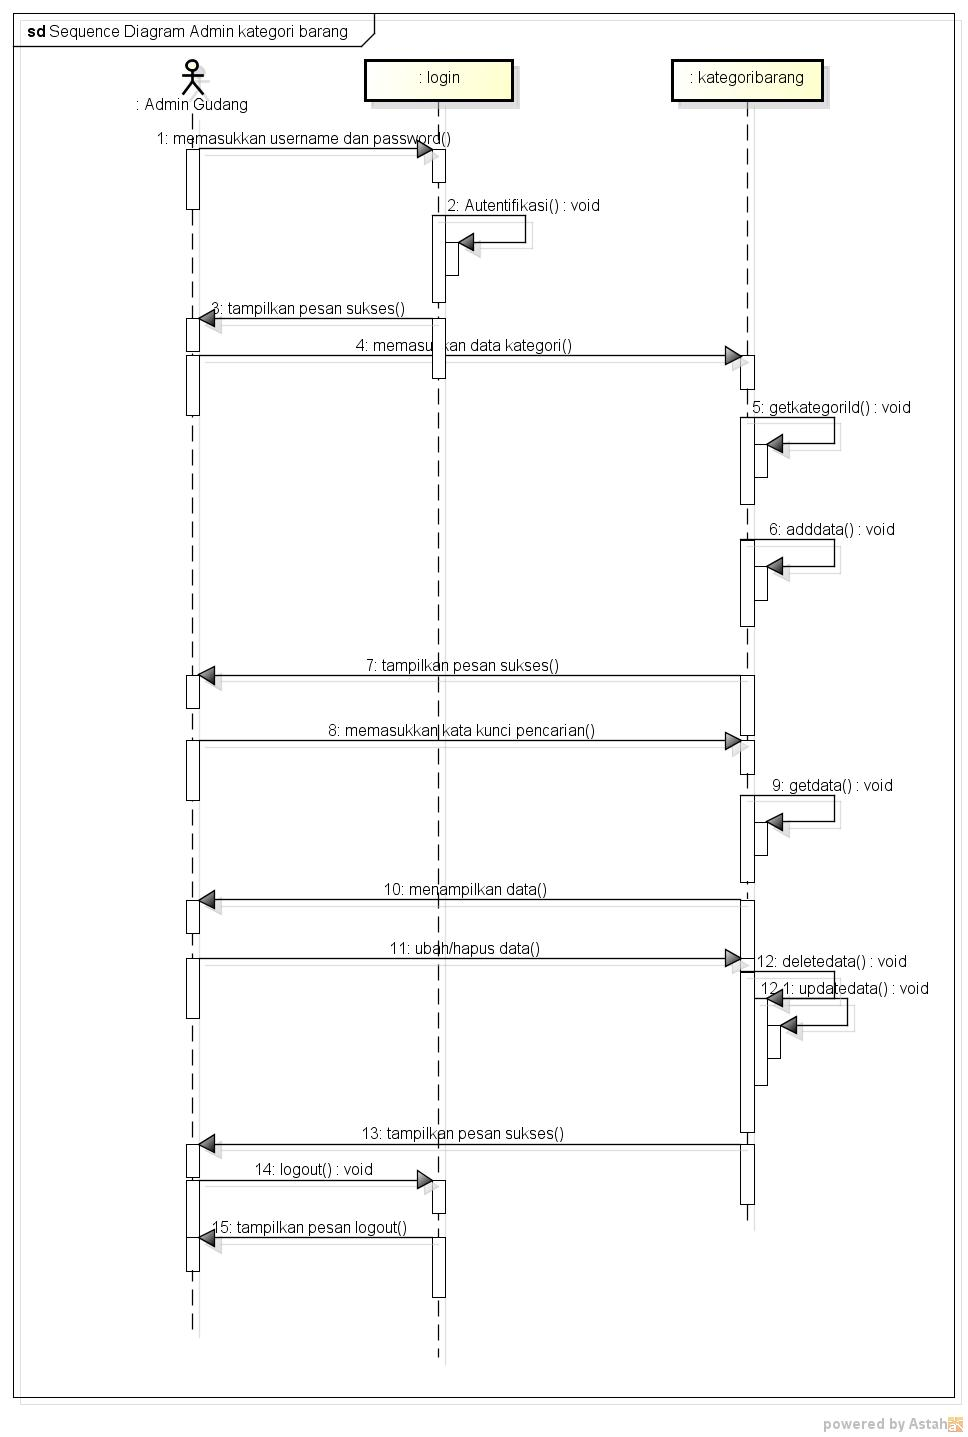 sd Sequence Diagram Admin kategori barang
: Admin Gudang
: login
: kategoribarang
1: memasukkan username dan password()
2: Autentifikasi() : void
3: tampilkan pesan sukses()
4: memasukkan data kategori()
5: getkategoriId() : void
6: adddata() : void
7: tampilkan pesan sukses()
8: memasukkan kata kunci pencarian()
9: getdata() : void
10: menampilkan data()
11: ubah/hapus data()
12: deletedata() : void
12.1: updatedata() : void
13: tampilkan pesan sukses()
14: logout() : void
15: tampilkan pesan logout()
powered by Astah